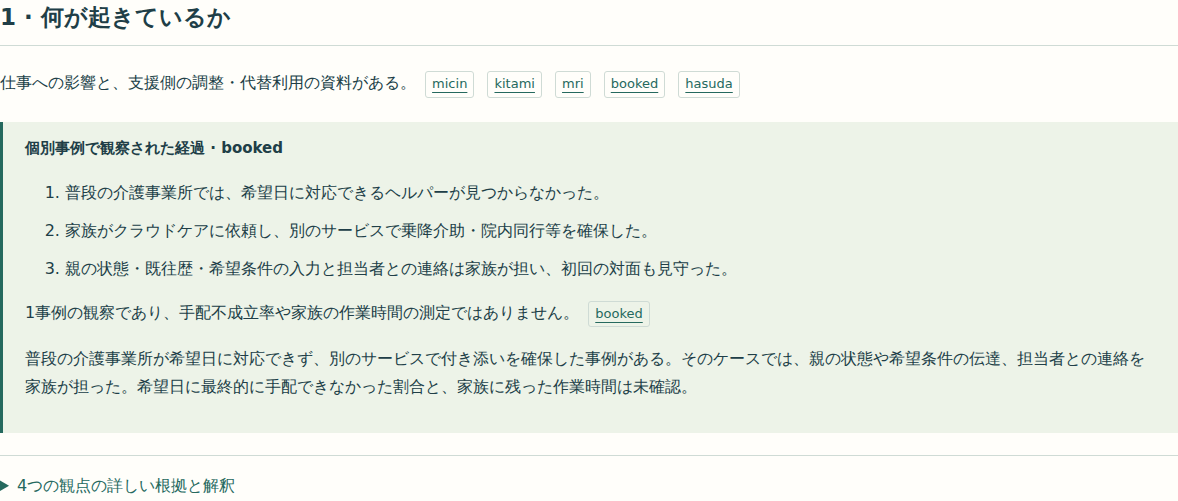 1・何が起きているか
仕事への影響と、支援側の調整・代替利用の資料がある。 micin kitami mri booked hasuda
個別事例で観察された経過・booked
1. 普段の介護事業所では、希望日に対応できるヘルパーが見つからなかった。
2. 家族がクラウドケアに依頼し、別のサービスで乗降介助・院内同行等を確保した。
3. 親の状態・既往歴・希望条件の入力と担当者との連絡は家族が担い、初回の対面も見守った。
1事例の観察であり、手配不成立率や家族の作業時間の測定ではありません。 booked
普段の介護事業所が希望日に対応できず、別のサービスで付き添いを確保した事例がある。そのケースでは、親の状態や希望条件の伝達、担当者との連絡を
家族が担った。希望日に最終的に手配できなかった割合と、家族に残った作業時間は未確認。
▶ 4つの観点の詳しい根拠と解釈